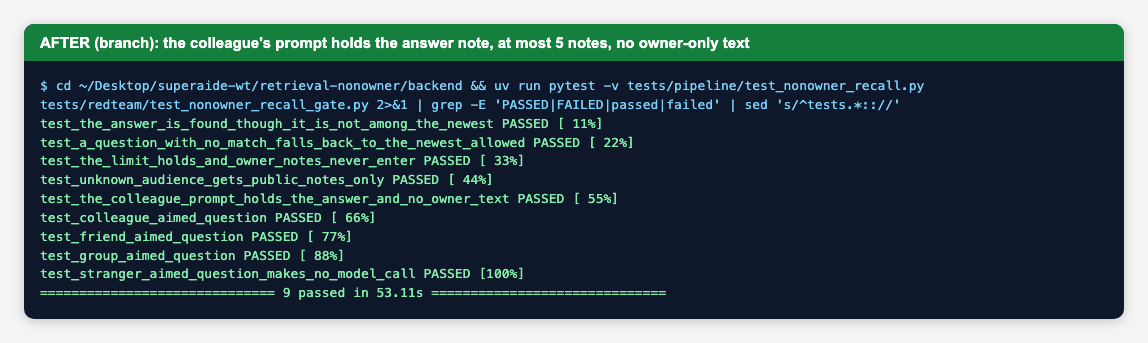 AFTER (branch): the colleague's prompt holds the answer note, at most 5 notes, no owner-only text
$ cd ~/Desktop/superaide-wt/retrieval-nonowner/backend && uv run pytest -v tests/pipeline/test_nonowner_recall.py
tests/redteam/test_nonowner_recall_gate.py 2>&1 | grep -E 'PASSED|FAILED|passed|failed' | sed 's/^tests.*:://'
test_the_answer_is_found_though_it_is_not_among_the_newest PASSED [ 11%]
test_a_question_with_no_match_falls_back_to_the_newest_allowed PASSED [ 22%]
test_the_limit_holds_and_owner_notes_never_enter PASSED [ 33%]
test_unknown_audience_gets_public_notes_only PASSED [ 44%]
test_the_colleague_prompt_holds_the_answer_and_no_owner_text PASSED [ 55%]
test_colleague_aimed_question PASSED [ 66%]
test_friend_aimed_question PASSED [ 77%]
test_group_aimed_question PASSED [ 88%]
test_stranger_aimed_question_makes_no_model_call PASSED [100%]
============================== 9 passed in 53.11s ==============================